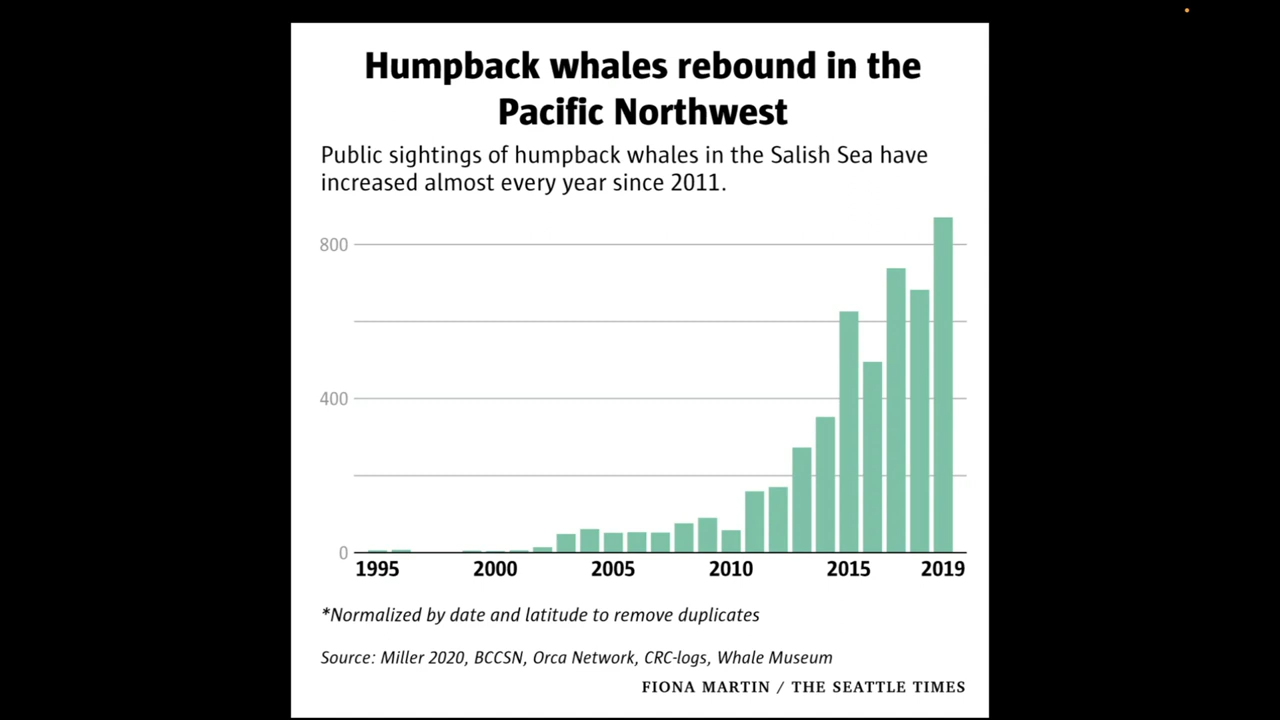 Humpback whales rebound in the
Pacific Northwest
Public sightings of humpback whales in the Salish Sea have
increased almost every year since 2011.
800
400
0
1995 2000 2005 2010 2015 2019
*Normalized by date and latitude to remove duplicates
Source: Miller 2020, BCCSN, Orca Network, CRC-logs, Whale Museum
FIONA MARTIN / THE SEATTLE TIMES